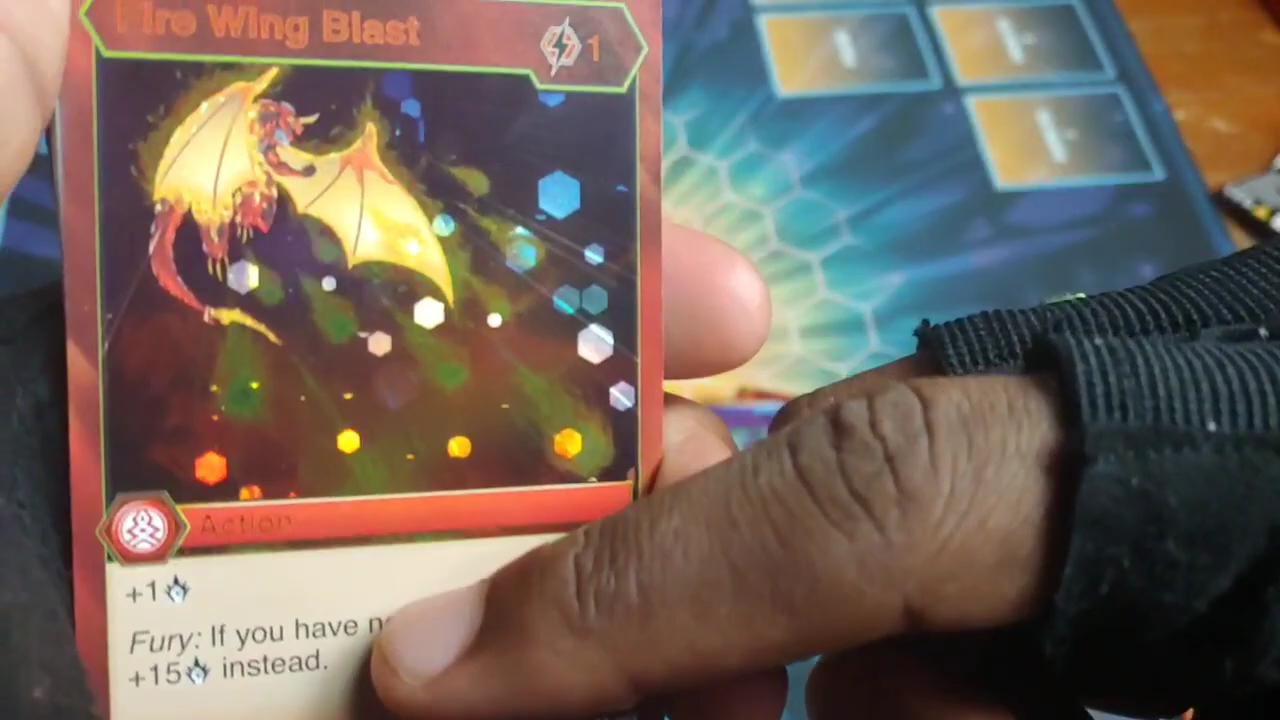 Fire Wing Blast
1
Action
+1
Fury: If you have
+15 instead.